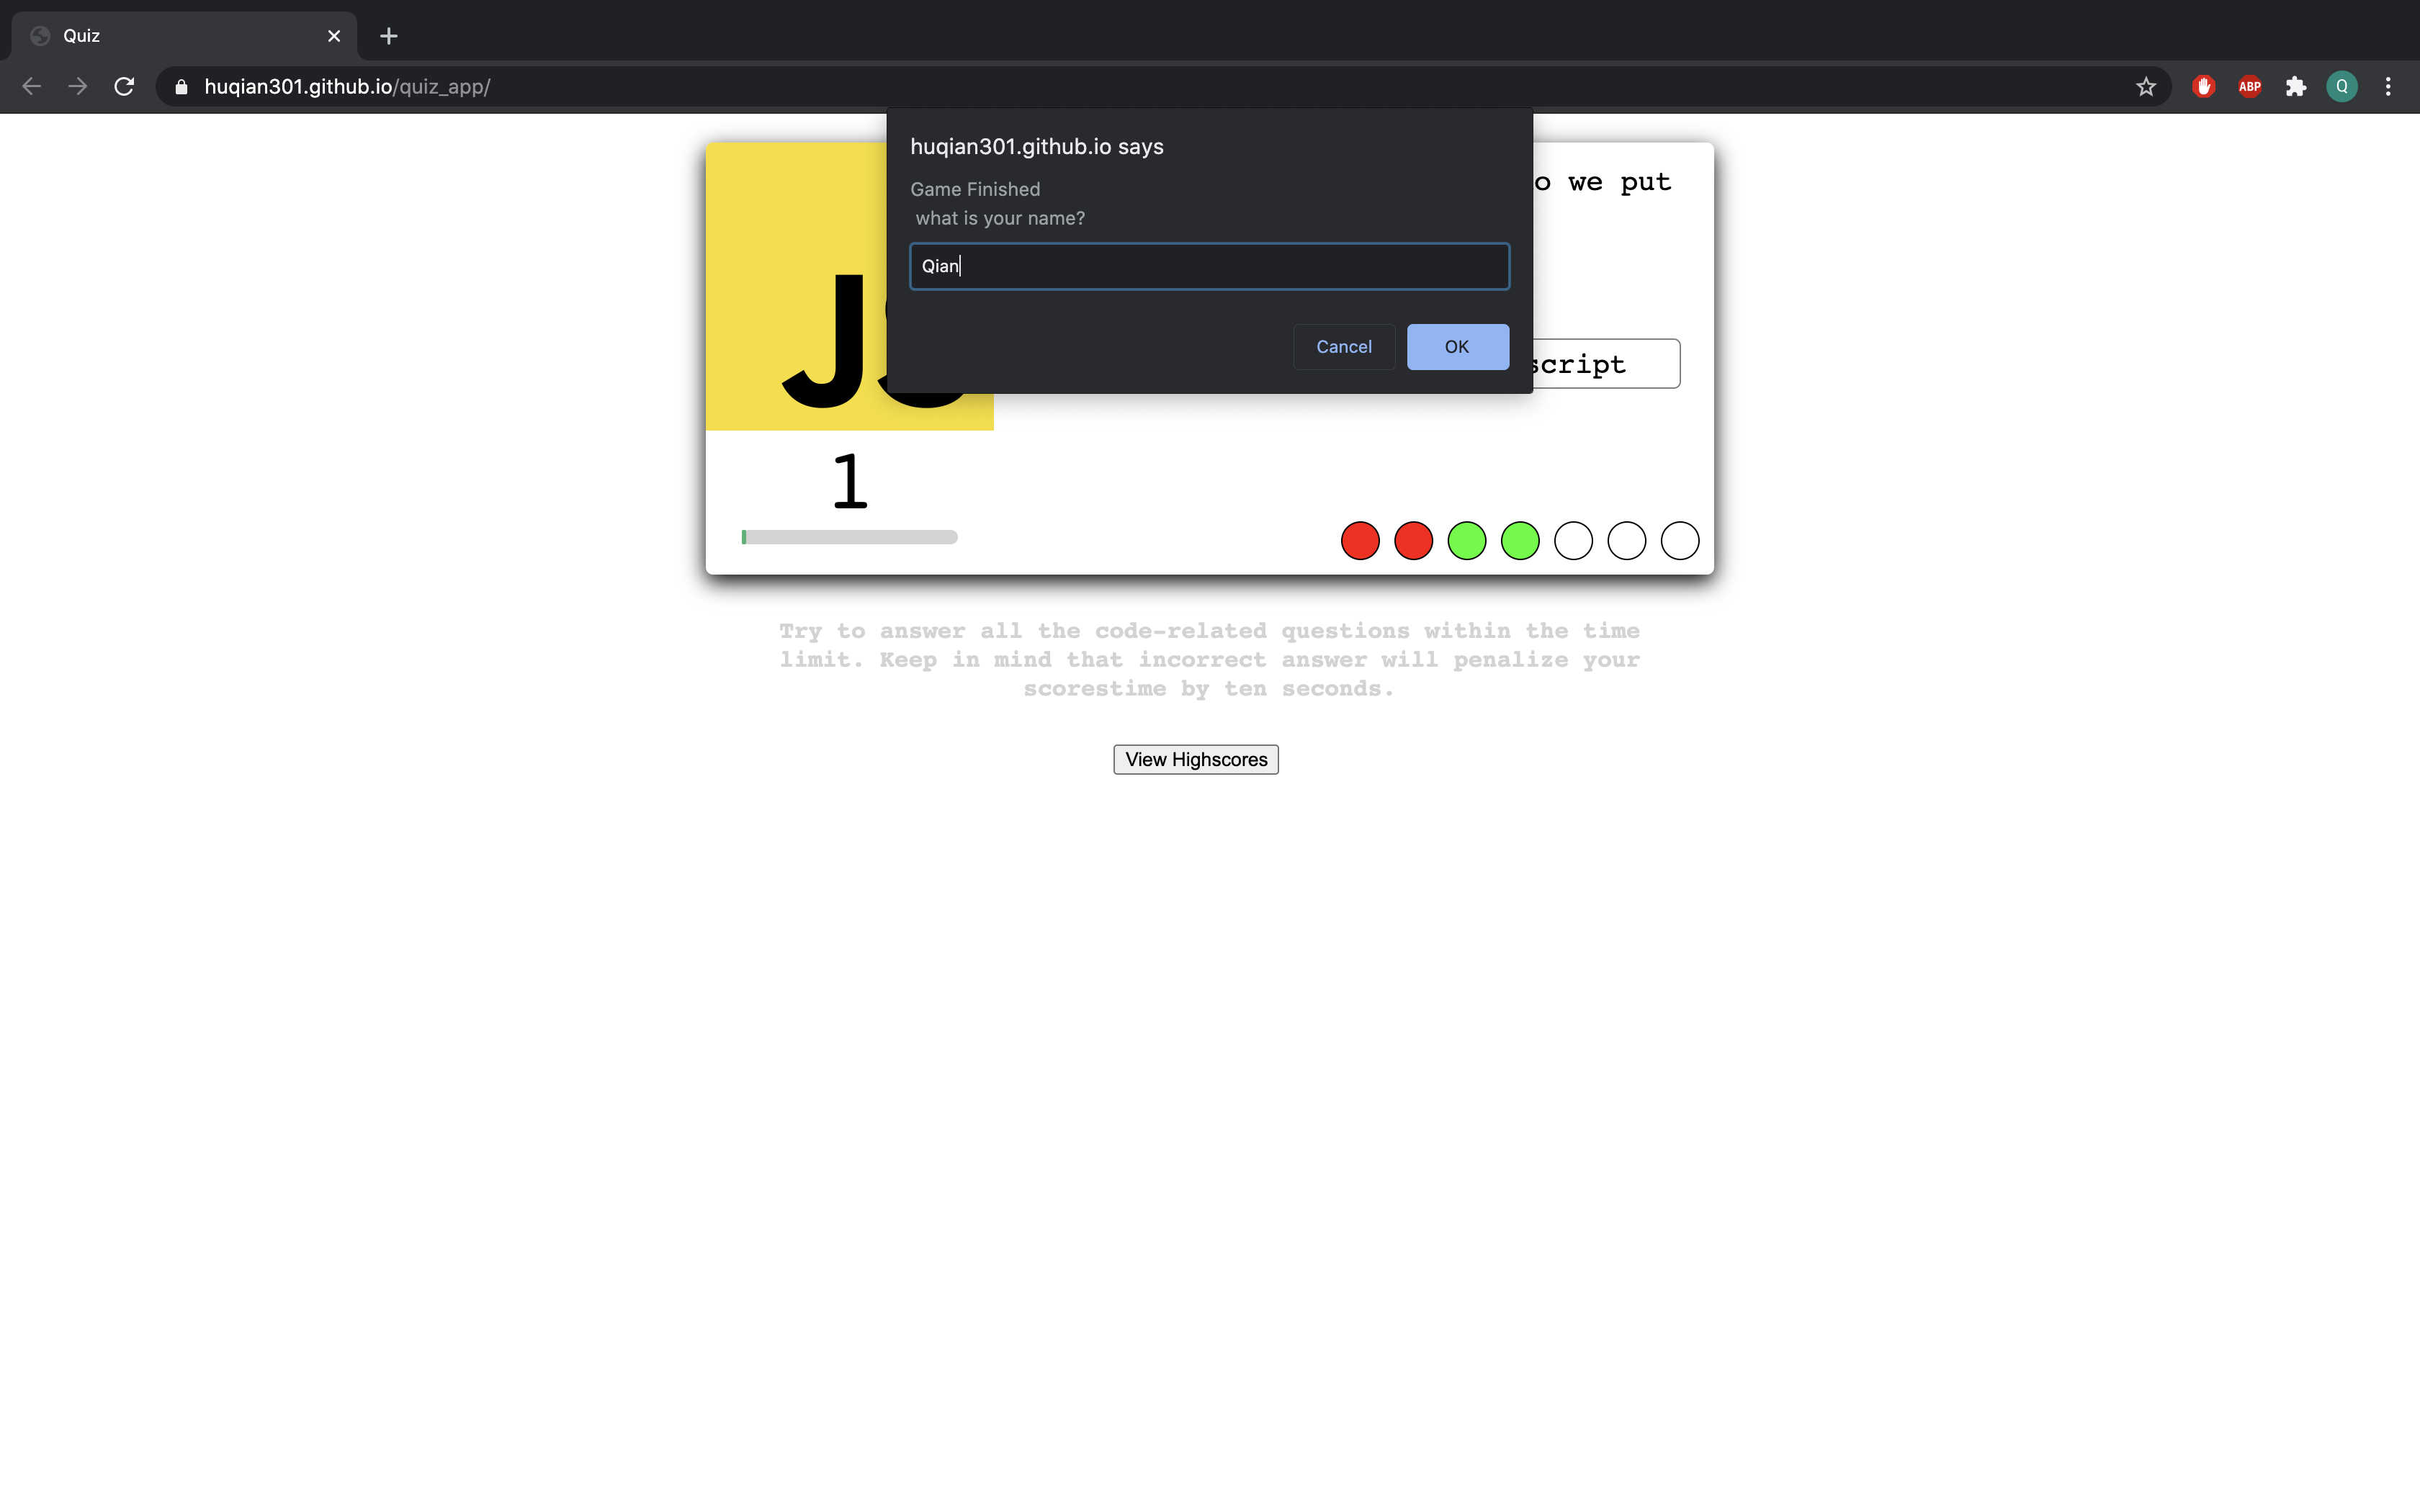 Quiz
huqian301.github.io/quiz_app/
ABP
Q
huqian301.github.io says
Game Finished
what is your name?
Qian
Cancel
OK
o we put
script
JS
1
Try to answer all the code-related questions within the time
limit. Keep in mind that incorrect answer will penalize your
scorestime by ten seconds.
View Highscores